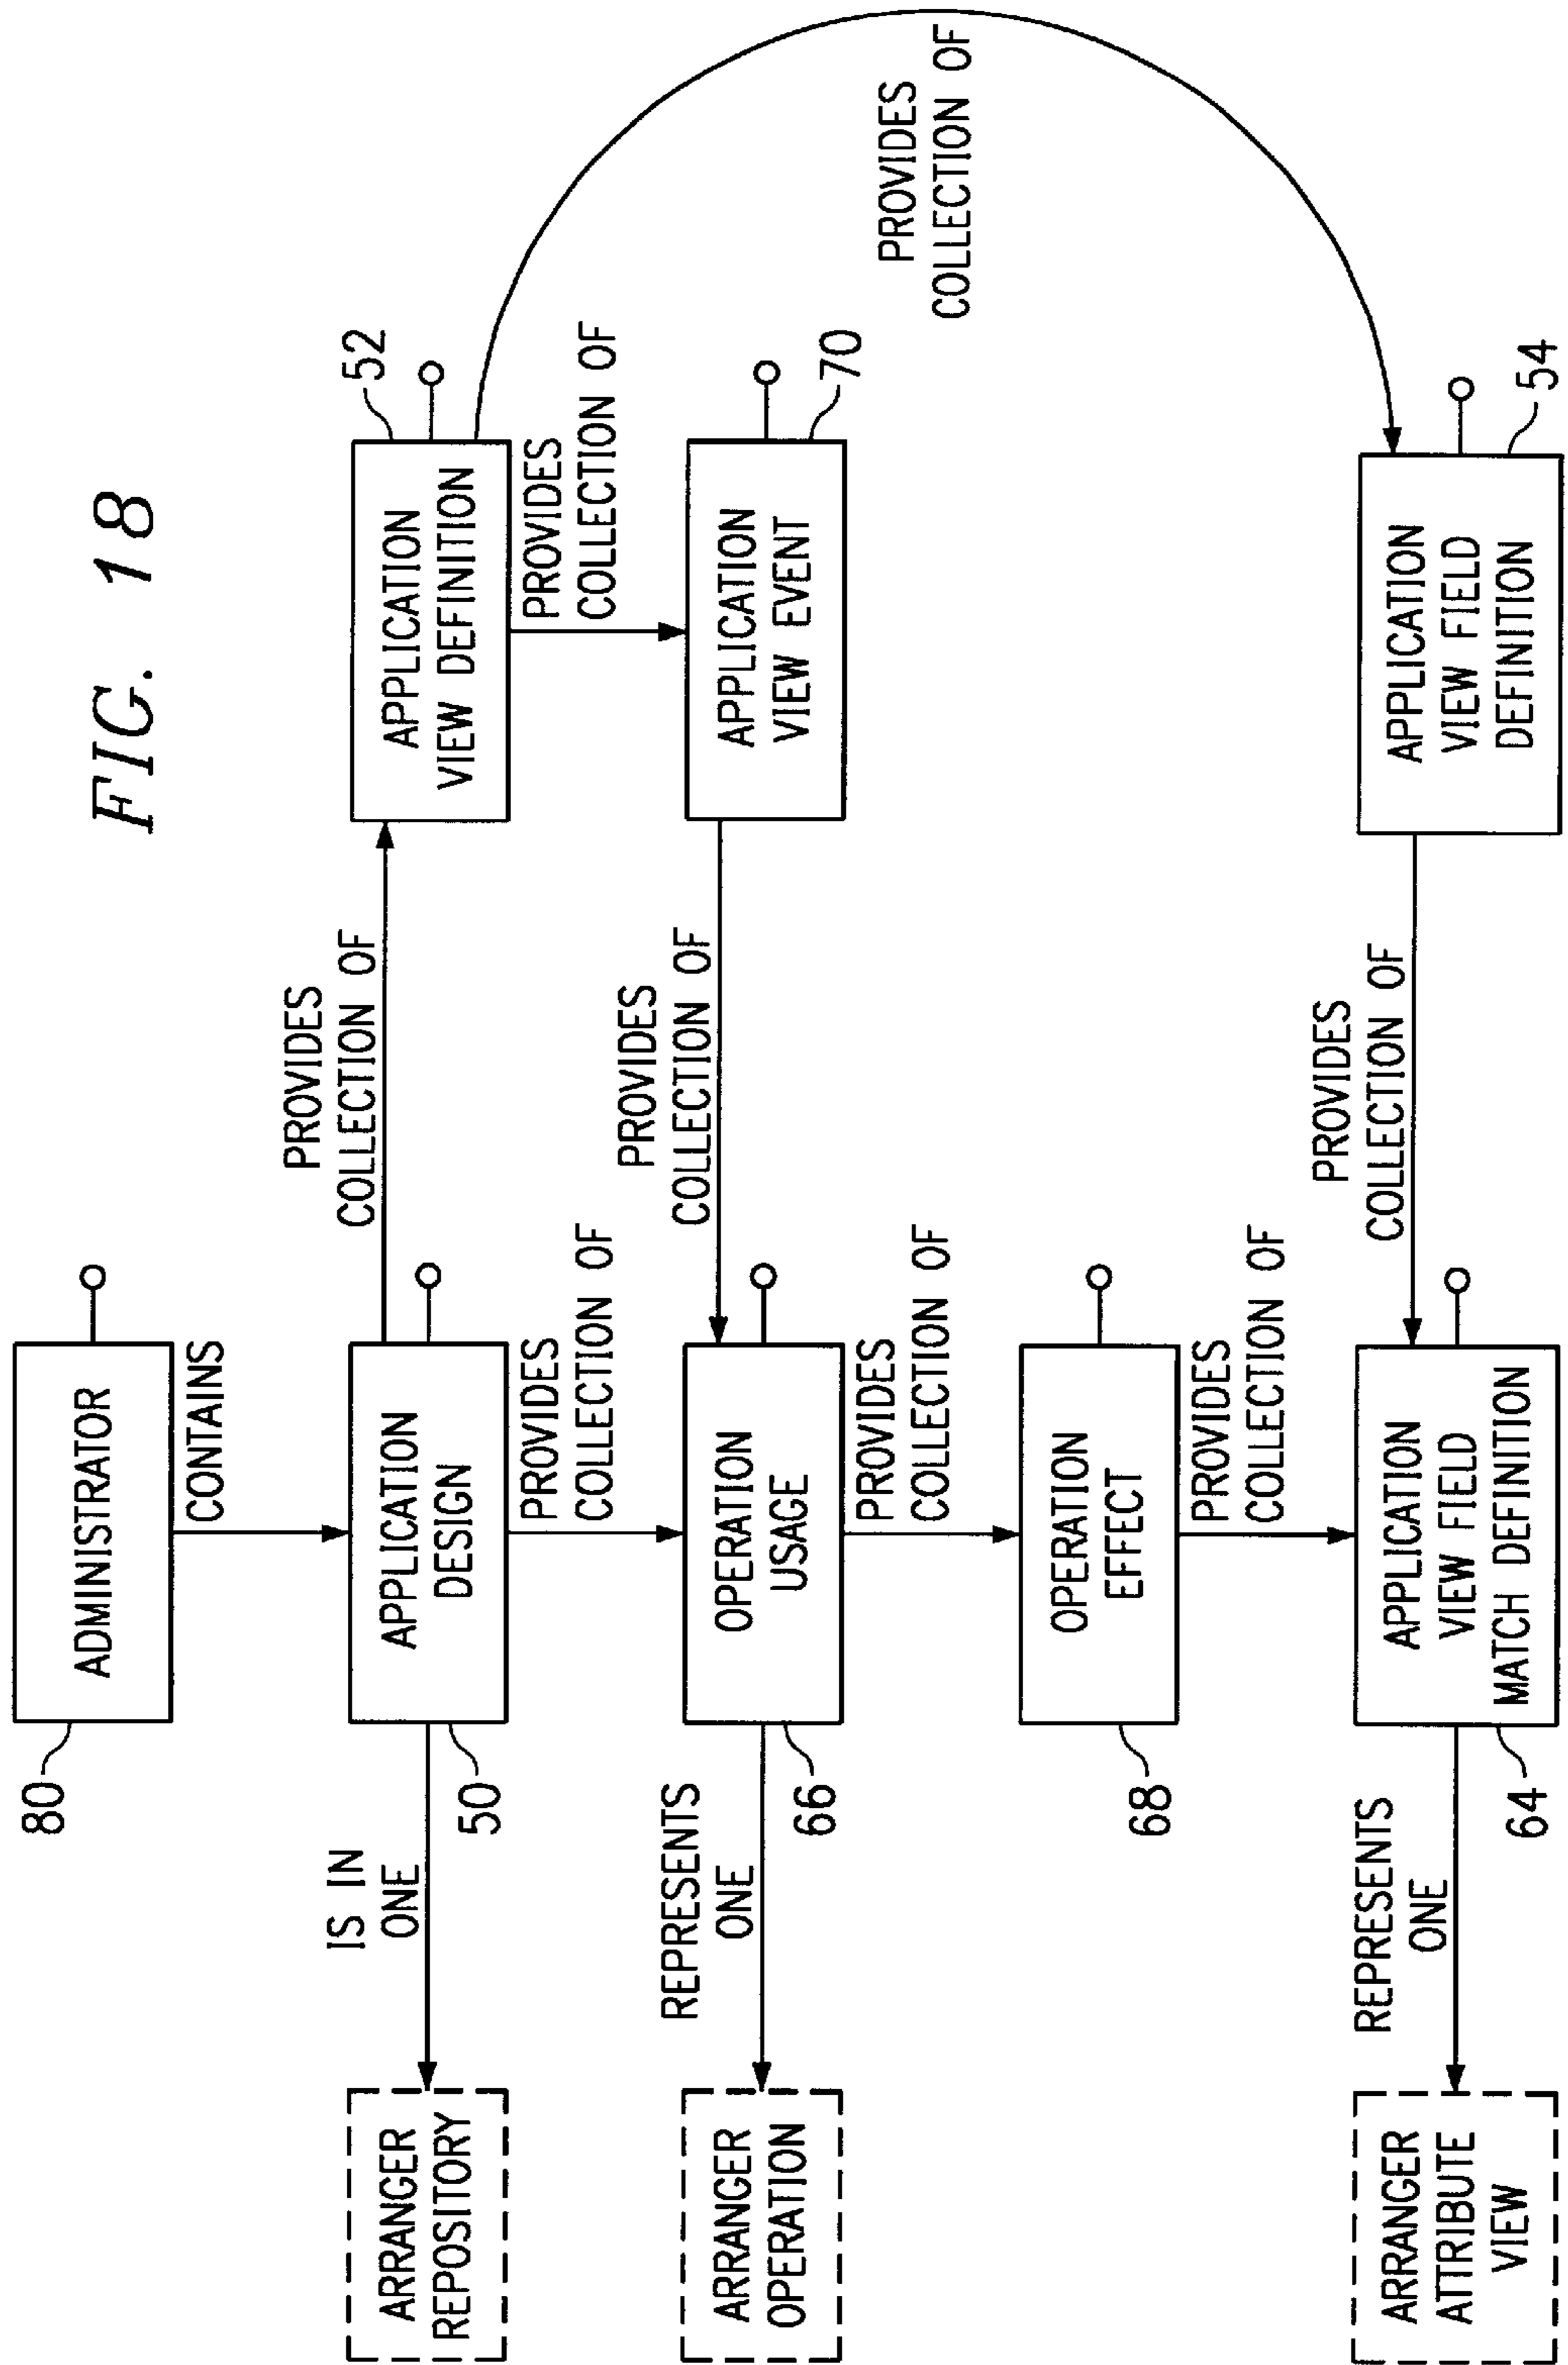 FIG. 18
80
ADMINISTRATOR
CONTAINS
ARRANGER
REPOSITORY
IS IN
ONE
50
APPLICATION
DESIGN
PROVIDES
COLLECTION OF
52
APPLICATION
VIEW DEFINITION
PROVIDES
COLLECTION OF
PROVIDES
COLLECTION OF
ARRANGER
OPERATION
REPRESENTS
ONE
66
OPERATION
USAGE
PROVIDES
COLLECTION OF
70
APPLICATION
VIEW EVENT
PROVIDES
COLLECTION OF
PROVIDES
COLLECTION OF
68
OPERATION
EFFECT
PROVIDES
COLLECTION OF
ARRANGER
ATTRIBUTE
VIEW
REPRESENTS
ONE
64
APPLICATION
VIEW FIELD
MATCH DEFINITION
PROVIDES
COLLECTION OF
54
APPLICATION
VIEW FIELD
DEFINITION